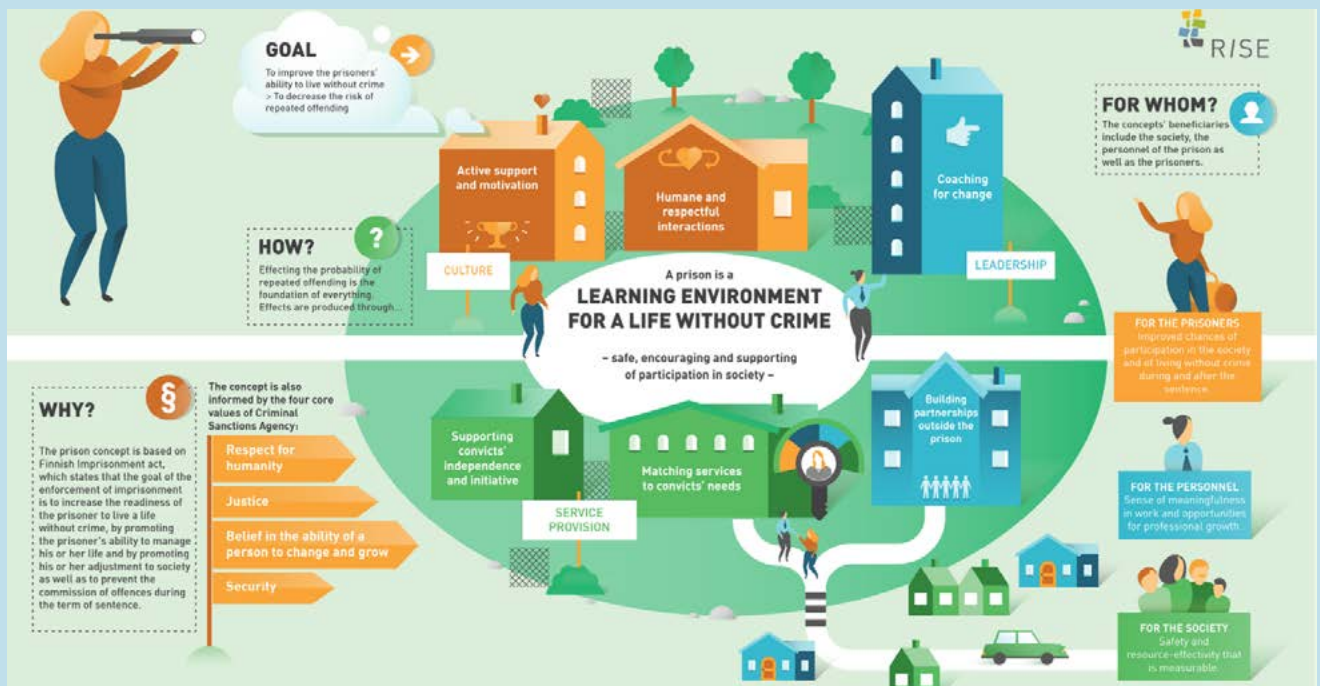 GOAL
To improve the prisoners'
ability to live without crime
> To decrease the risk of
repeated offending
RISE
FOR WHOM?
The concepts' beneficiaries
include the society, the
personnel of the prison as
well as the prisoners.
Active support
and motivation
Humane and
respectful
interactions
Coaching
for change
HOW?
?
Effecting the probability of
repeated offending is the
foundation of everything.
Effects are produced through...
CULTURE
LEADERSHIP
A prison is a
LEARNING ENVIRONMENT
FOR A LIFE WITHOUT CRIME
– safe, encouraging and supporting
of participation in society –
FOR THE PRISONERS
Improved chances of
participation in the society
and of living without crime
during and after the
sentence.
WHY?
§
The prison concept is based on
Finnish Imprisonment act,
which states that the goal of the
enforcement of imprisonment
is to increase the readiness of
the prisoner to live a life
without crime, by promoting
the prisoner's ability to manage
his or her life and by promoting
his or her adjustment to society
as well as to prevent the
commission of offences during
the term of sentence.
The concept is also
informed by the four core
values of Criminal
Sanctions Agency:
Respect for
humanity
Justice
Belief in the ability of a
person to change and grow
Security
Supporting
convicts'
independence
and initiative
Matching services
to convicts' needs
Building
partnerships
outside the
prison
SERVICE
PROVISION
FOR THE PERSONNEL
Sense of meaningfulness
in work and opportunities
for professional growth.
FOR THE SOCIETY
Safety and
resource-effectivity that
is measurable.